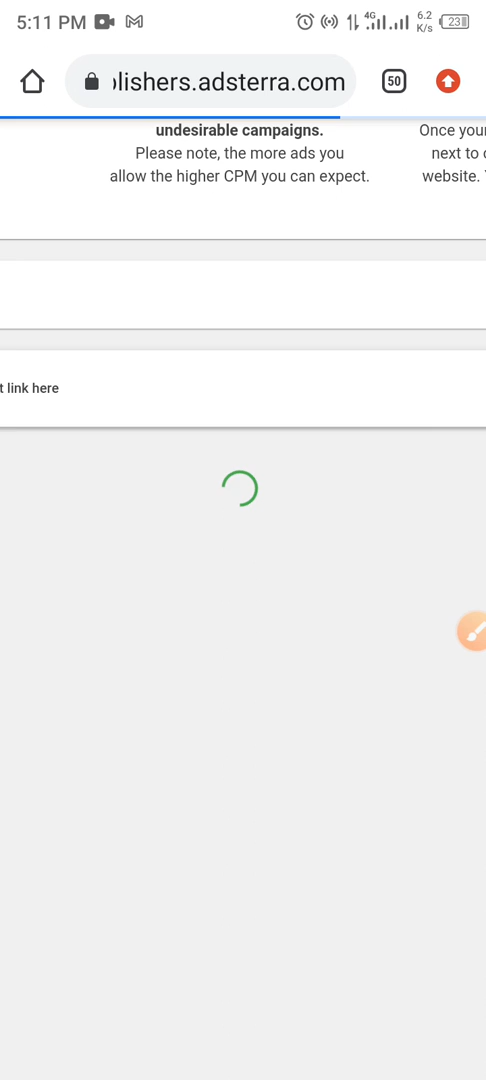 5:11 PM
4G
6.2
K/s
23
lishers.adsterra.com
50
undesirable campaigns.
Please note, the more ads you
allow the higher CPM you can expect.
Once your
next to
website.
t link here